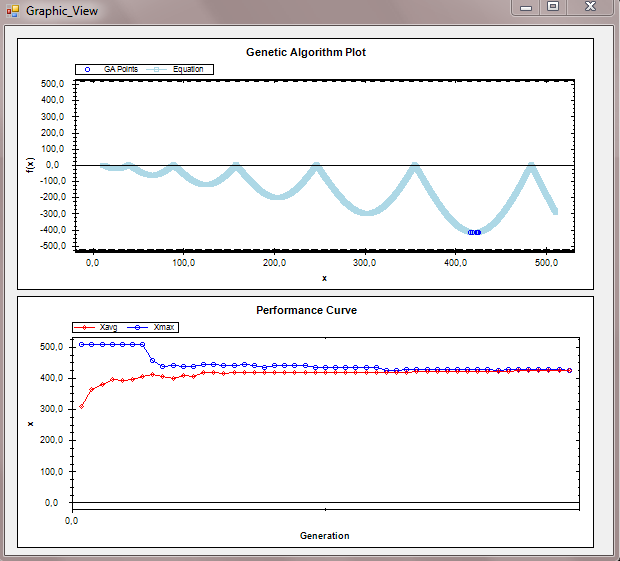 Graphic_View
Genetic Algorithm Plot
GA Points Equation
500,0
400,0
300,0
200,0
100,0
0,0
-100,0
-200,0
-300,0
-400,0
-500,0
f(x)
0,0 100,0 200,0 300,0 400,0 500,0
x
Performance Curve
Xavg Xmax
500,0
400,0
300,0
200,0
100,0
0,0
x
0,0
Generation